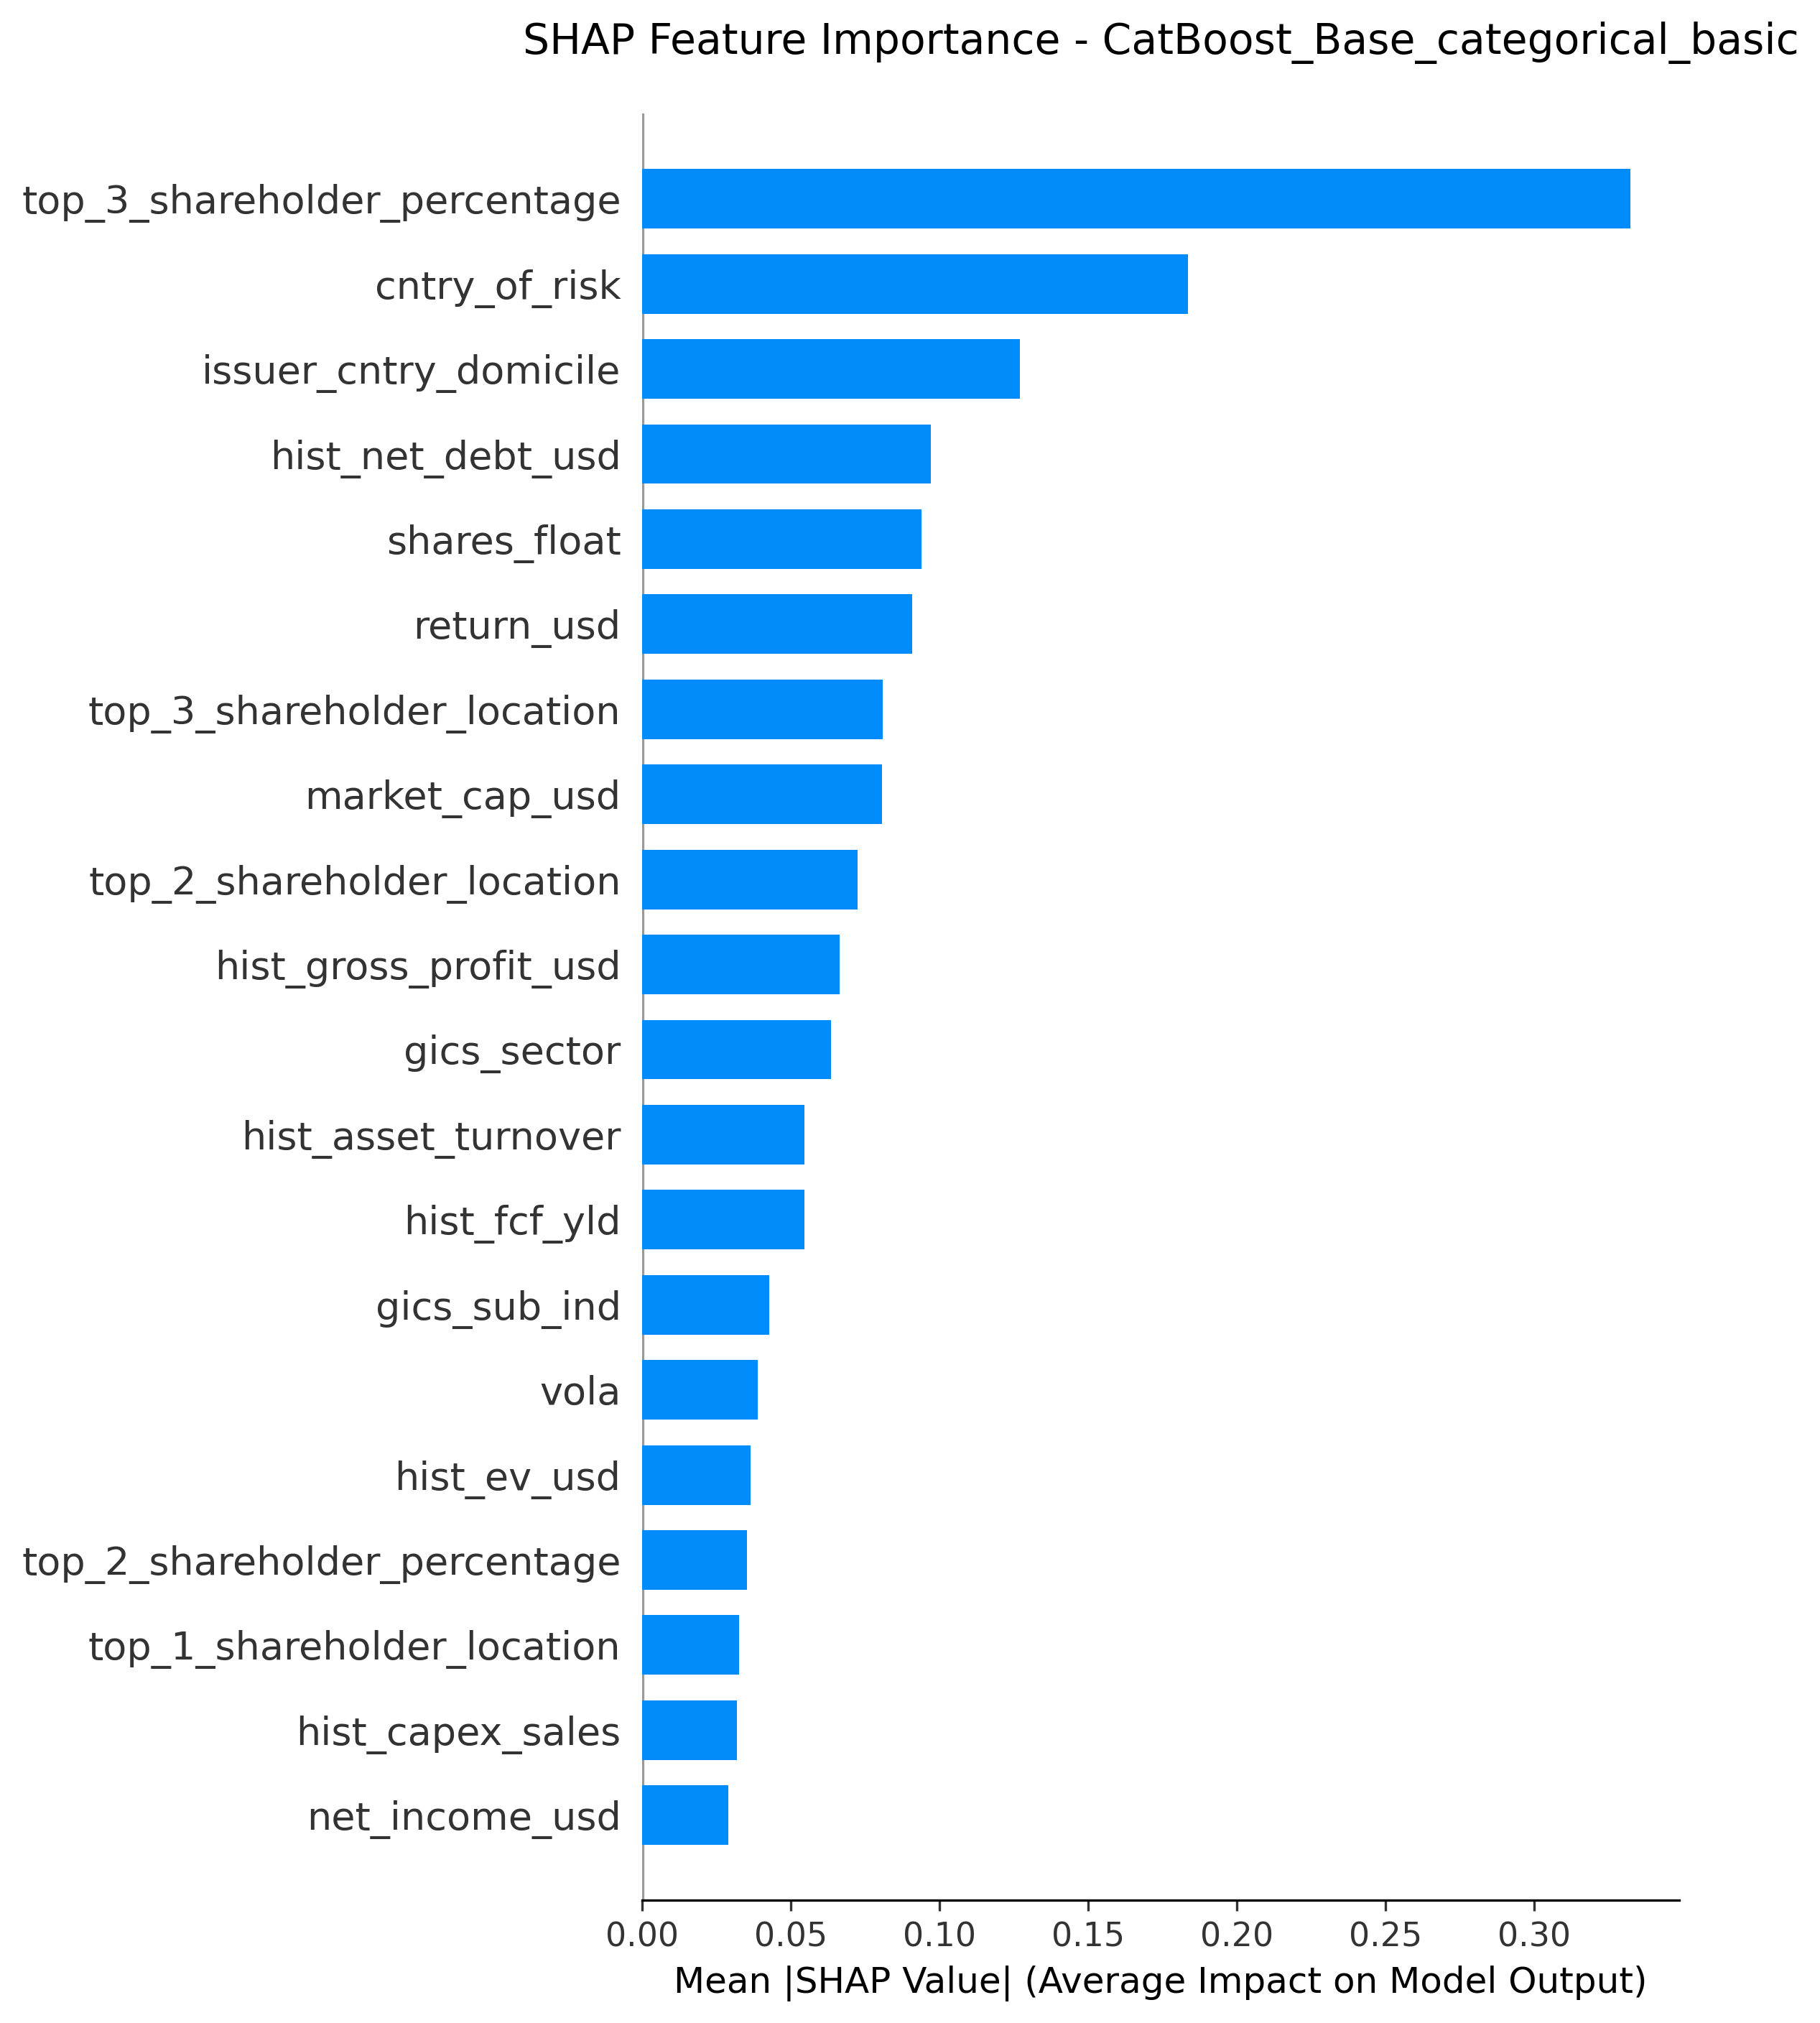 SHAP Feature Importance - CatBoost_Base_categorical_basic
top_3_shareholder_percentage
cntry_of_risk
issuer_cntry_domicile
hist_net_debt_usd
shares_float
return_usd
top_3_shareholder_location
market_cap_usd
top_2_shareholder_location
hist_gross_profit_usd
gics_sector
hist_asset_turnover
hist_fcf_yld
gics_sub_ind
vola
hist_ev_usd
top_2_shareholder_percentage
top_1_shareholder_location
hist_capex_sales
net_income_usd
0.00 0.05 0.10 0.15 0.20 0.25 0.30
Mean |SHAP Value| (Average Impact on Model Output)